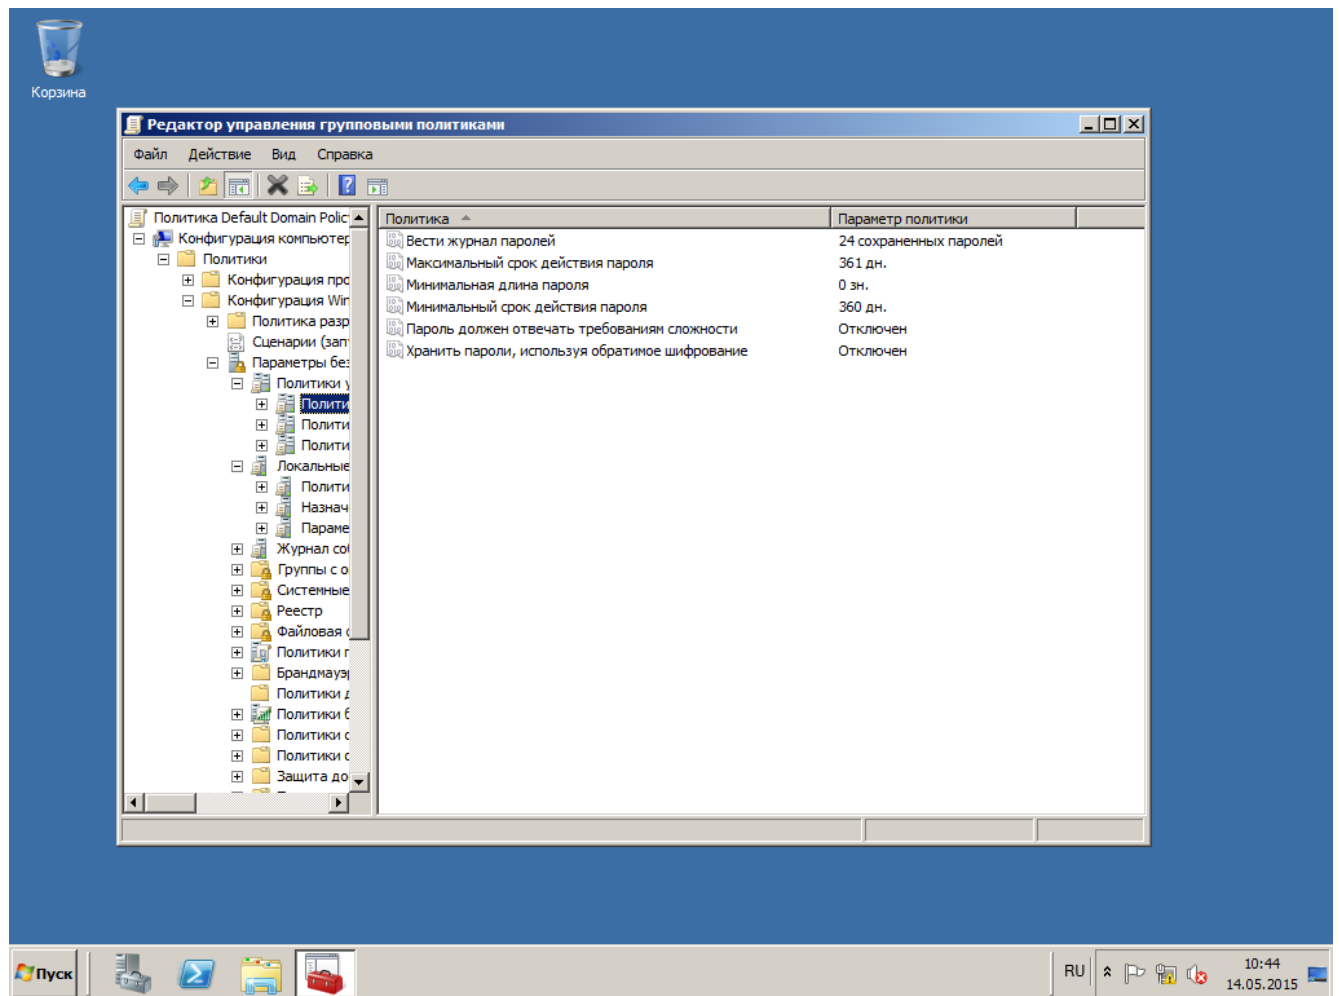 Корзина
Редактор управления групповыми политиками
Файл Действие Вид Справка
Политика Default Domain Polic
Конфигурация компьютер
Политики
Конфигурация про
Конфигурация Win
Политика разр
Сценарии (зап
Параметры без
Политики у
Полити
Полити
Полити
Локальные
Полити
Назнач
Параме
Журнал соб
Группы с о
Системные
Реестр
Файловая с
Политики п
Брандмауэр
Политики д
Политики б
Политики с
Политики с
Защита до
Политика Параметр политики
Вести журнал паролей 24 сохраненных паролей
Максимальный срок действия пароля 361 дн.
Минимальная длина пароля 0 зн.
Минимальный срок действия пароля 360 дн.
Пароль должен отвечать требованиям сложности Отключен
Хранить пароли, используя обратимое шифрование Отключен
Пуск
RU
10:44
14.05.2015